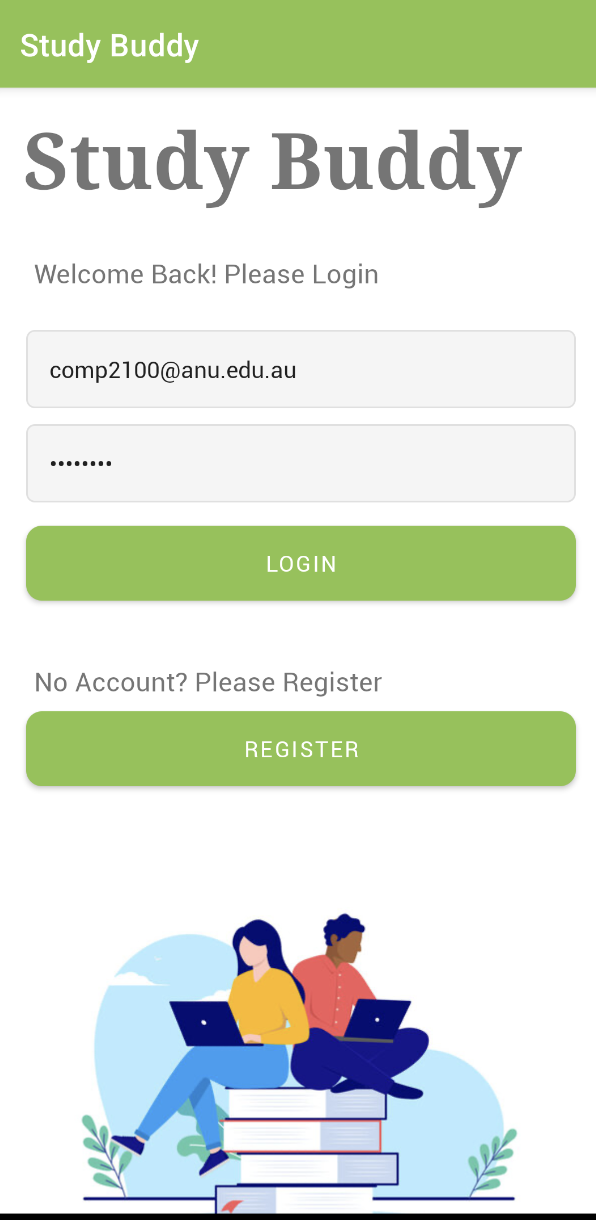 Study Buddy
Study Buddy
Welcome Back! Please Login
comp2100@anu.edu.au
••••••••
LOGIN
No Account? Please Register
REGISTER